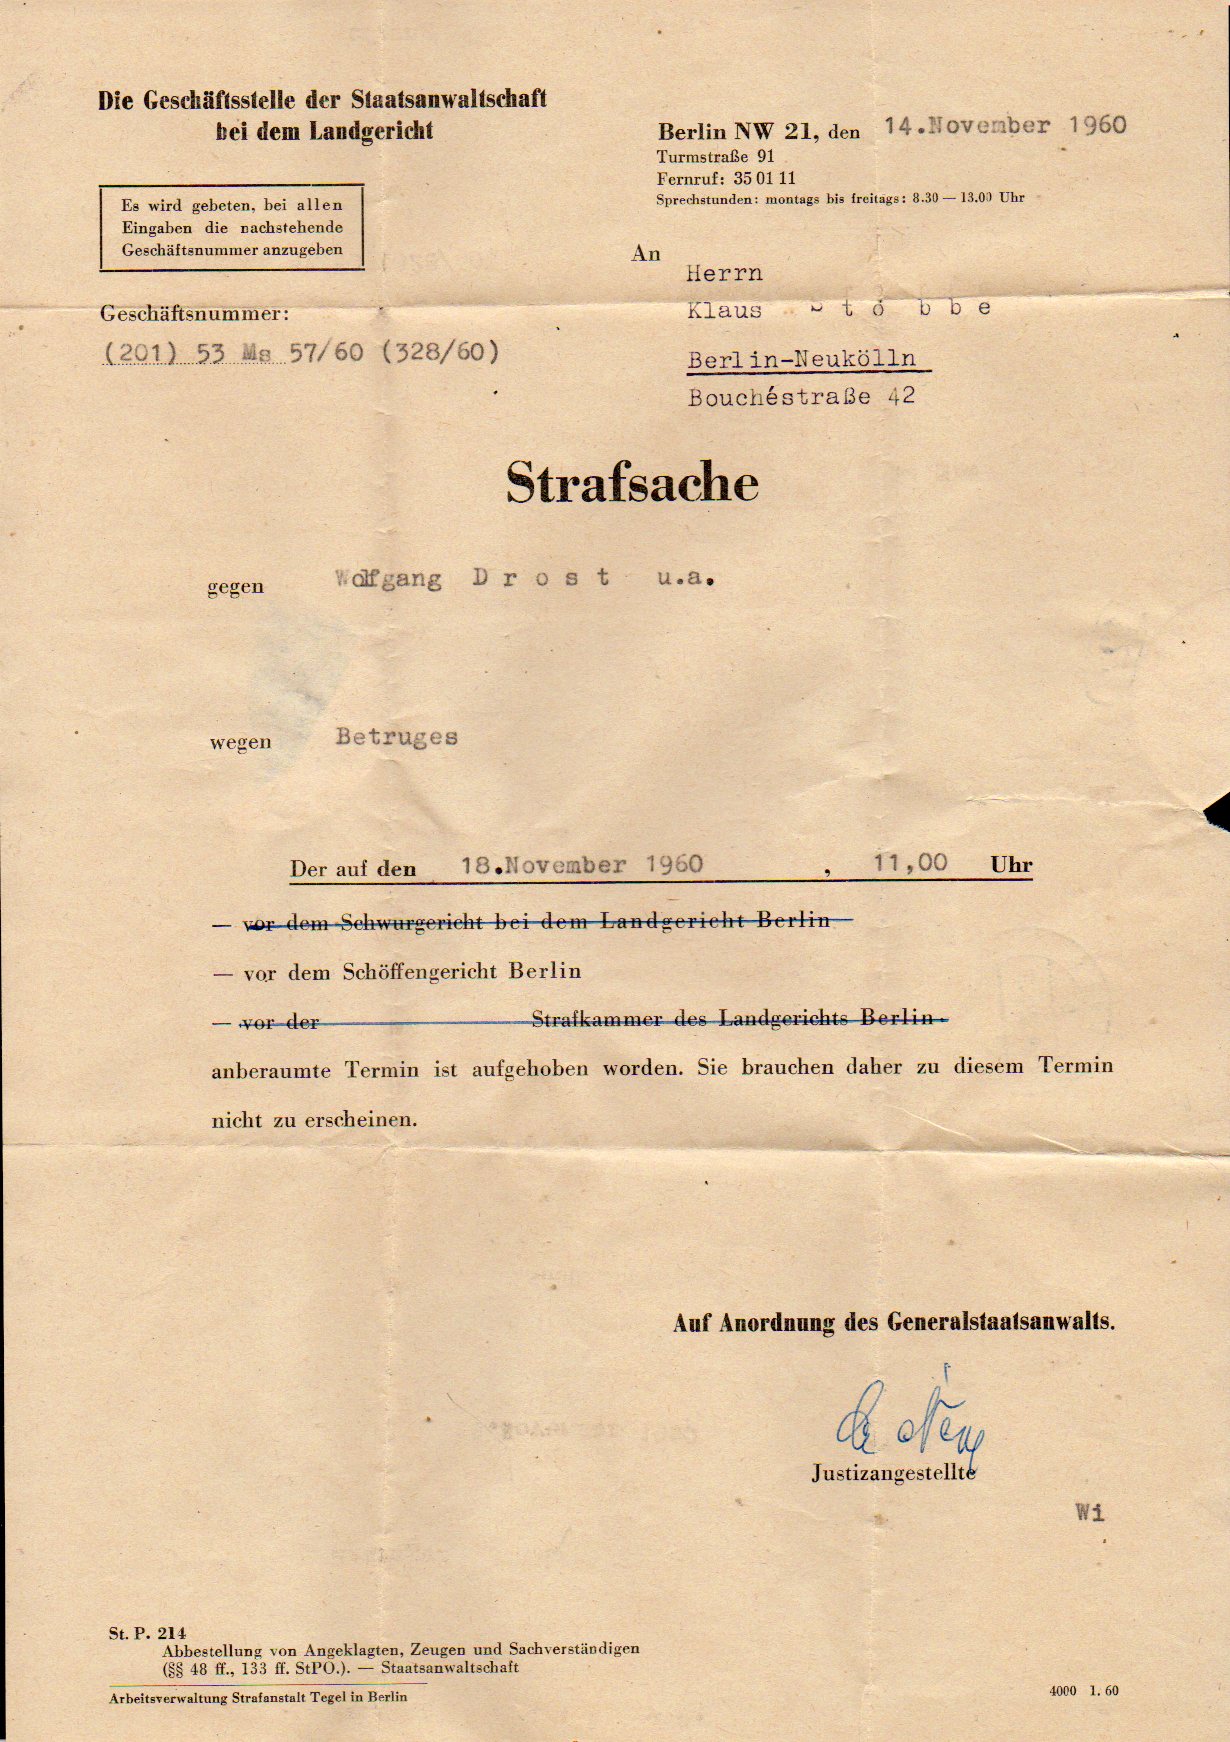 Die Geschäftsstelle der Staatsanwaltschaft
bei dem Landgericht
Berlin NW 21, den 14.November 1960
Turmstraße 91
Fernruf: 35 01 11
Sprechstunden: montags bis freitags: 8.30 — 13.00 Uhr
Es wird gebeten, bei allen
Eingaben die nachstehende
Geschäftsnummer anzugeben
An
Herrn
Klaus S t ö b b e
Berlin-Neukölln
Bouchéstraße 42
Geschäftsnummer:
(201) 53 Ms 57/60 (328/60)
Strafsache
gegen Wolfgang D r o s t u.a.
wegen Betruges
Der auf den 18.November 1960 , 11,00 Uhr
— vor dem Schwurgericht bei dem Landgericht Berlin
— vor dem Schöffengericht Berlin
— vor der Strafkammer des Landgerichts Berlin
anberaumte Termin ist aufgehoben worden. Sie brauchen daher zu diesem Termin
nicht zu erscheinen.
Auf Anordnung des Generalstaatsanwalts.
Justizangestellte
Wi
St. P. 214
Abbestellung von Angeklagten, Zeugen und Sachverständigen
(§§ 48 ff., 133 ff. StPO.). — Staatsanwaltschaft
Arbeitsverwaltung Strafanstalt Tegel in Berlin
4000 1. 60